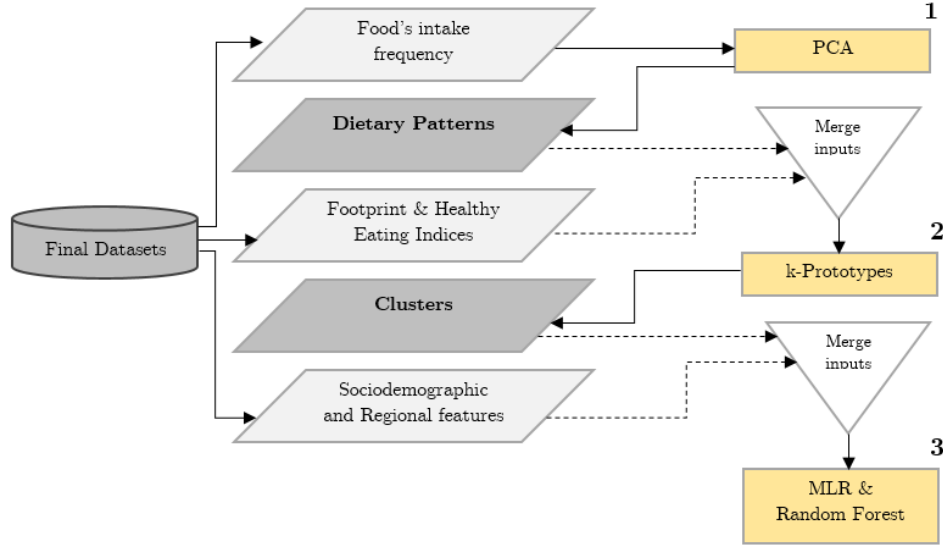 1
Food's intake
frequency
PCA
Dietary Patterns
Merge
inputs
Footprint & Healthy
Eating Indices
Final Datasets
2
k-Prototypes
Clusters
Merge
inputs
Sociodemographic
and Regional features
3
MLR &
Random Forest